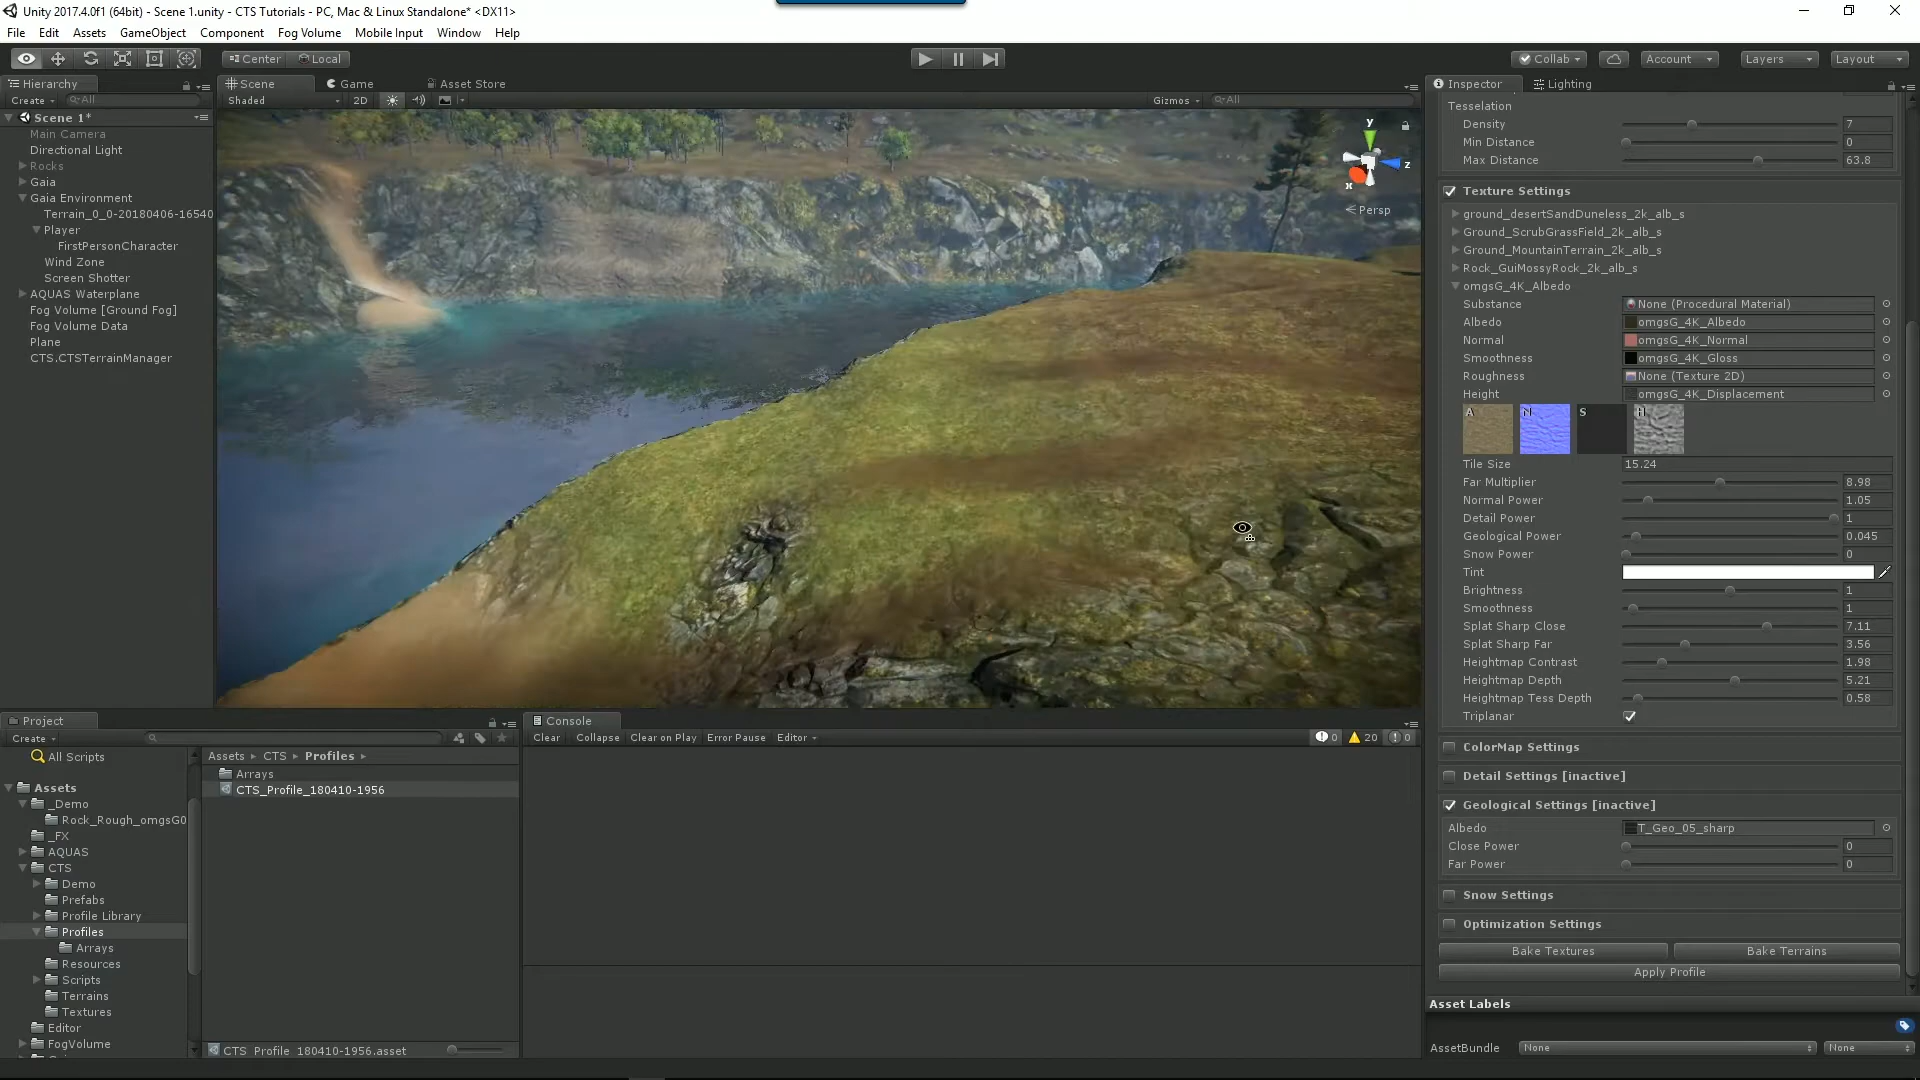 Unity 2017.4.0f1 (64bit) - Scene 1.unity - CTS Tutorials - PC, Mac & Linux Standalone* <DX11>
File Edit Assets GameObject Component Fog Volume Mobile Input Window Help
Center Local Collab Account Layers Layout
Hierarchy
Create All
Scene 1*
Main Camera
Directional Light
Rocks
Gaia
Gaia Environment
Terrain_0_0-20180406-16540
Player
FirstPersonCharacter
Wind Zone
Screen Shotter
AQUAS Waterplane
Fog Volume [Ground Fog]
Fog Volume Data
Plane
CTS.CTSTerrainManager
Scene Game Asset Store
Shaded 2D Gizmos All
y
z
x
Persp
Inspector Lighting
Tesselation
Density 7
Min Distance 0
Max Distance 63.8
Texture Settings
ground_desertSandDuneless_2k_alb_s
Ground_ScrubGrassField_2k_alb_s
Ground_MountainTerrain_2k_alb_s
Rock_GuiMossyRock_2k_alb_s
omgsG_4K_Albedo
Substance None (Procedural Material)
Albedo omgsG_4K_Albedo
Normal omgsG_4K_Normal
Smoothness omgsG_4K_Gloss
Roughness None (Texture 2D)
Height omgsG_4K_Displacement
A N S H
Tile Size 15.24
Far Multiplier 8.98
Normal Power 1.05
Detail Power 1
Geological Power 0.045
Snow Power 0
Tint
Brightness 1
Smoothness 1
Splat Sharp Close 7.11
Splat Sharp Far 3.56
Heightmap Contrast 1.98
Heightmap Depth 5.21
Heightmap Tess Depth 0.58
Triplanar
ColorMap Settings
Detail Settings [inactive]
Geological Settings [inactive]
Albedo T_Geo_05_sharp
Close Power 0
Far Power 0
Snow Settings
Optimization Settings
Bake Textures Bake Terrains
Apply Profile
Asset Labels
AssetBundle None None
Project
Create
All Scripts
Assets
_Demo
Rock_Rough_omgsG0
_FX
AQUAS
CTS
Demo
Prefabs
Profile Library
Profiles
Arrays
Resources
Scripts
Terrains
Textures
Editor
FogVolume
Assets CTS Profiles
Arrays
CTS_Profile_180410-1956
CTS_Profile_180410-1956.asset
Console
Clear Collapse Clear on Play Error Pause Editor 0 20 0